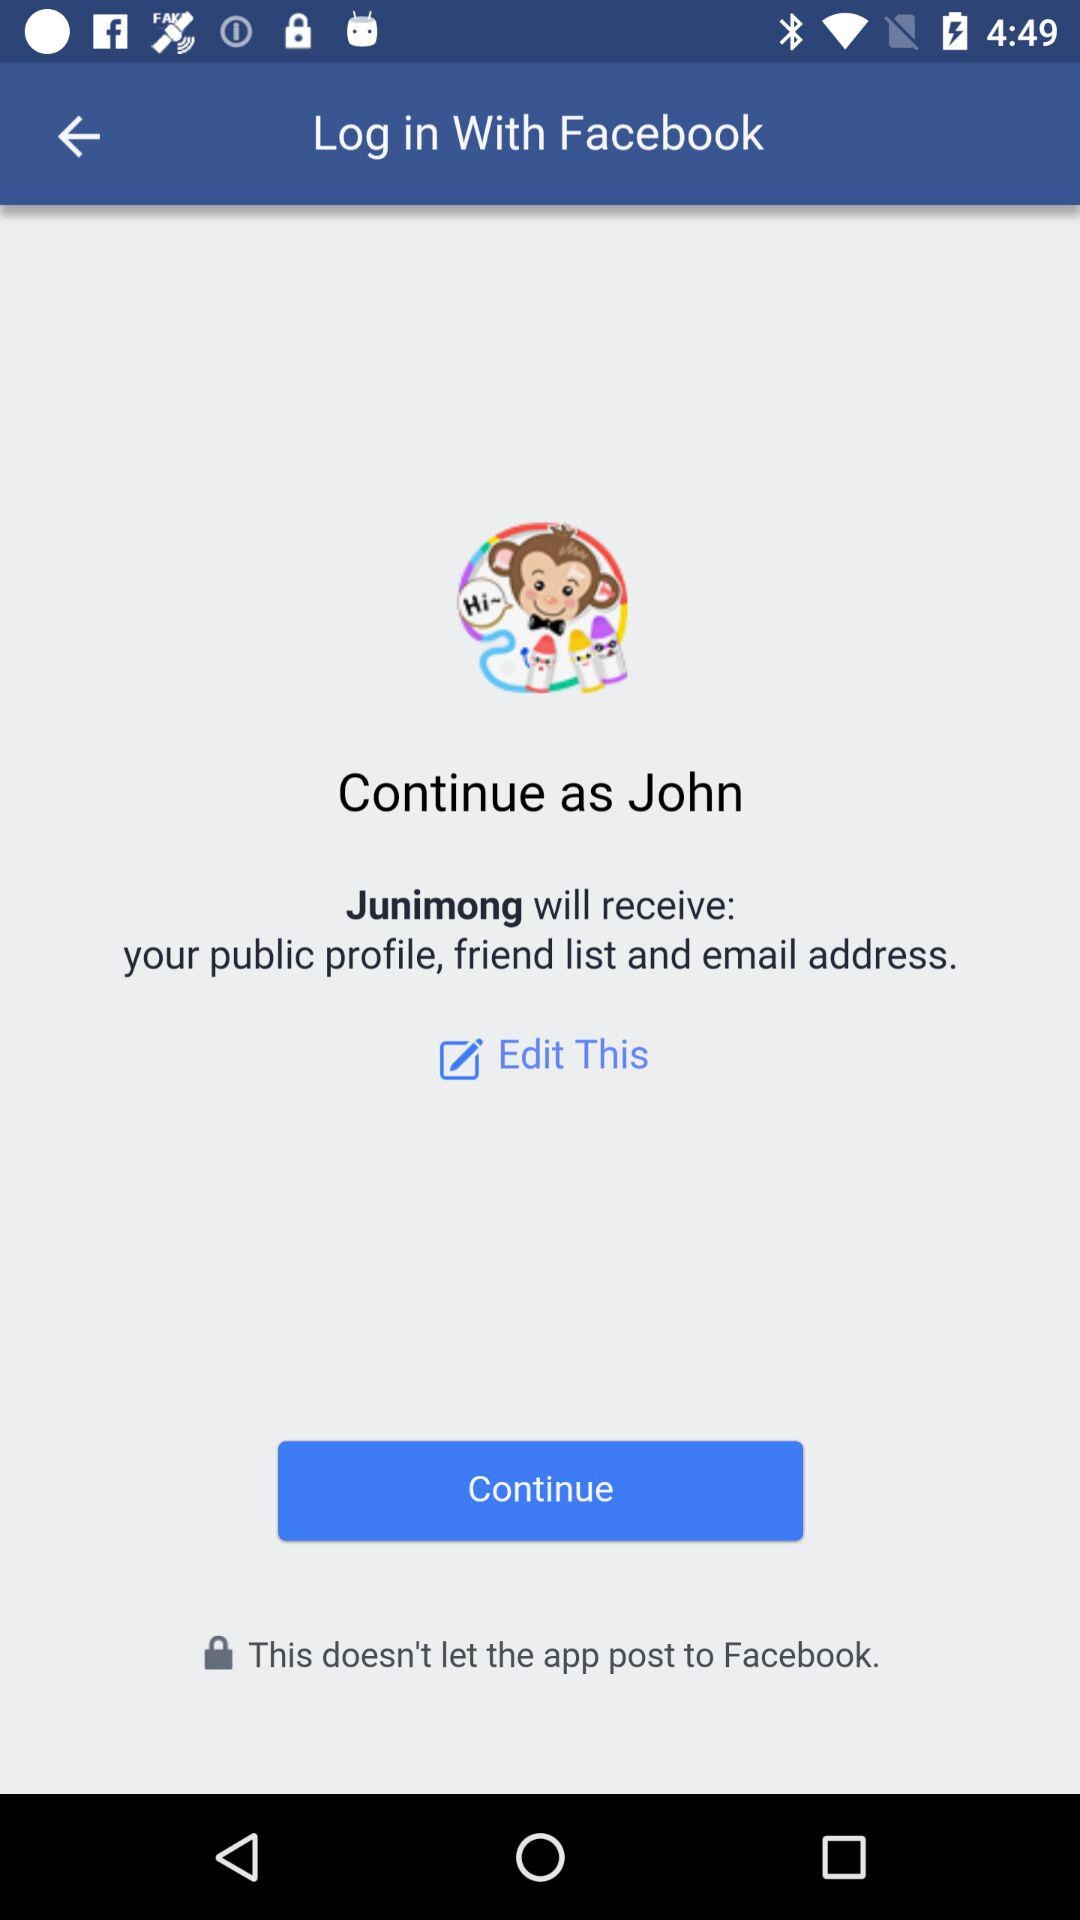 4:49
Log in With Facebook
Hi~
Continue as John
Junimong will receive:
your public profile, friend list and email address.
Edit This
Continue
This doesn't let the app post to Facebook.